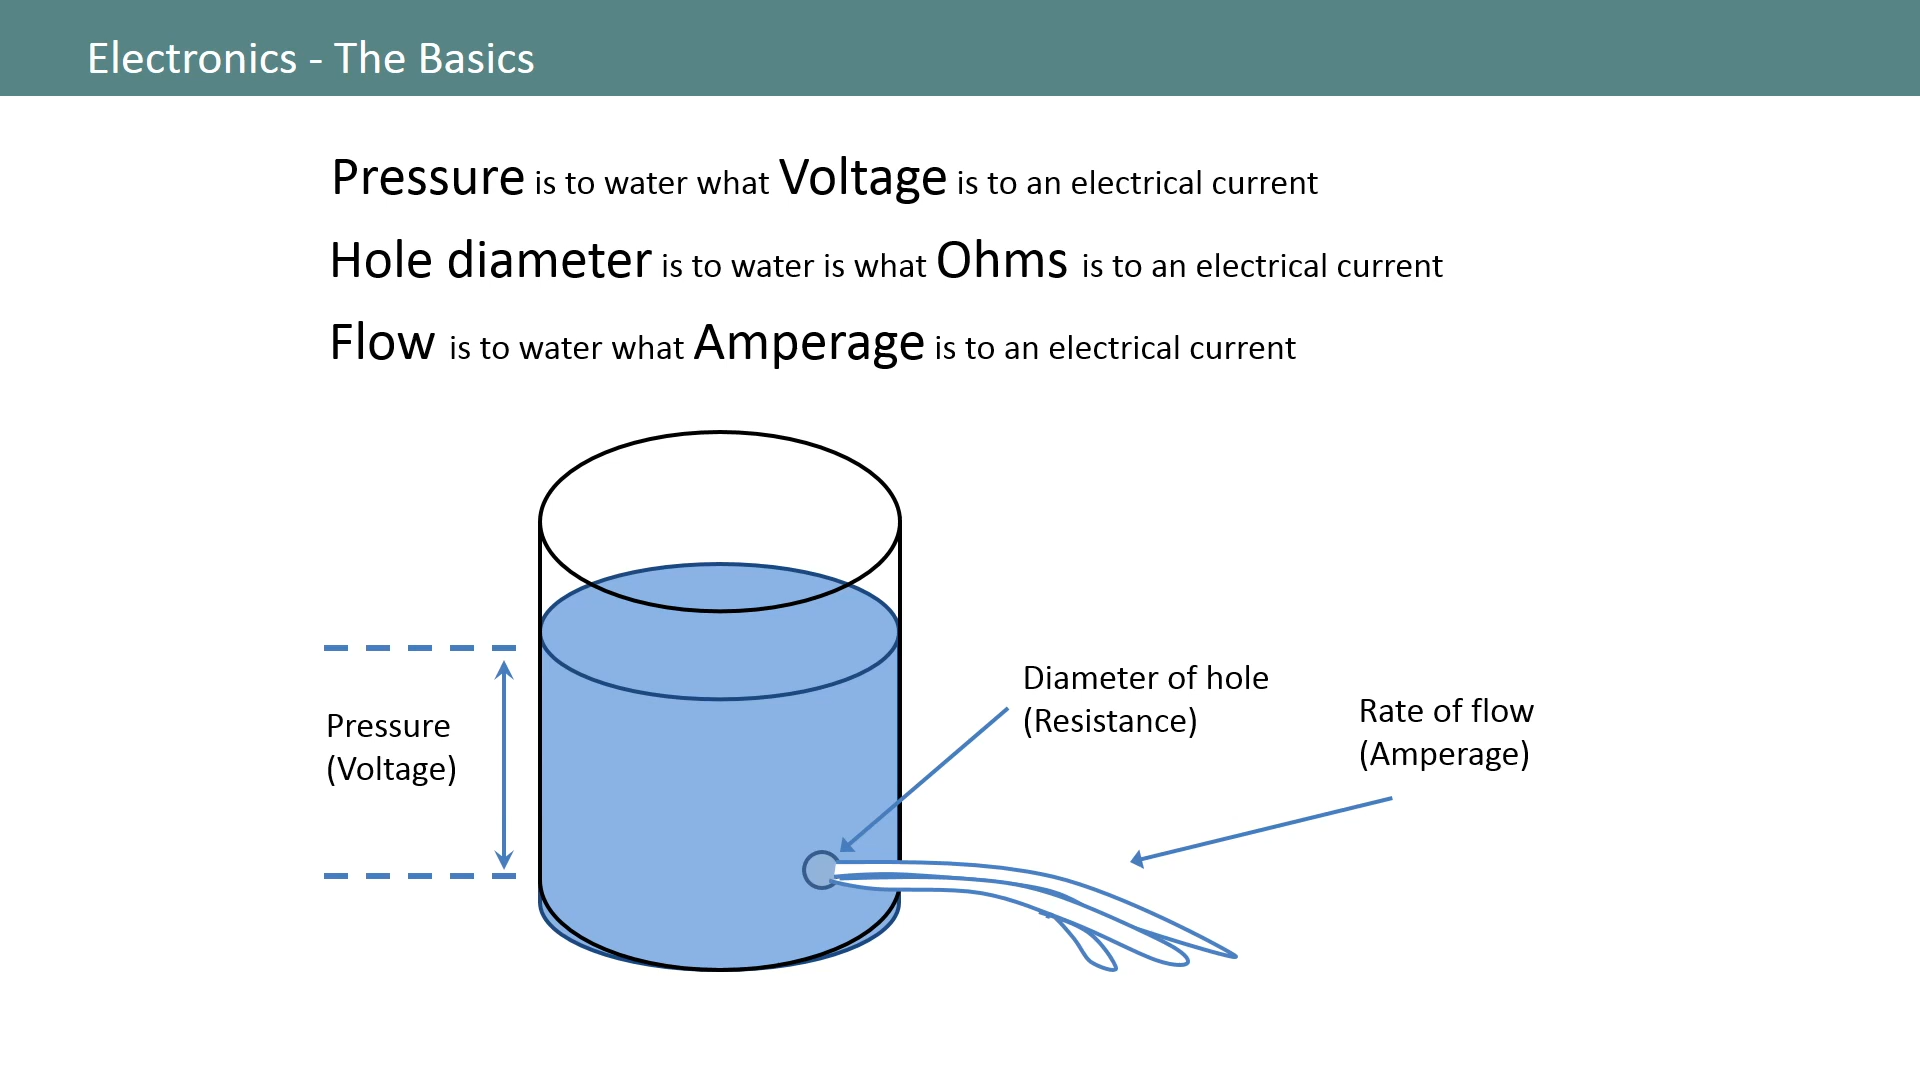 Electronics - The Basics
Pressure is to water what Voltage is to an electrical current
Hole diameter is to water is what Ohms is to an electrical current
Flow is to water what Amperage is to an electrical current
Pressure
(Voltage)
Diameter of hole
(Resistance)
Rate of flow
(Amperage)